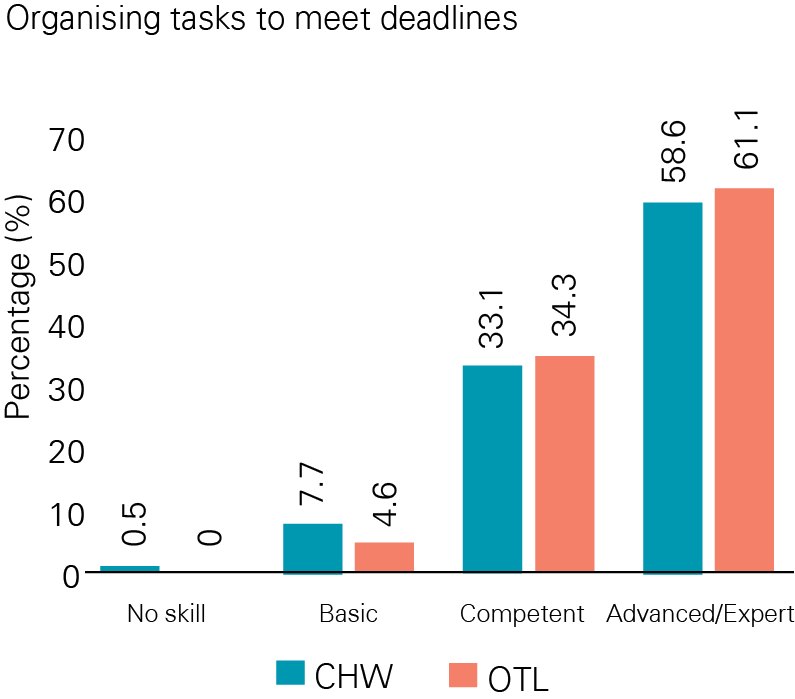 Organising tasks to meet deadlines
Percentage (%)
70
60
50
40
30
20
10
0
0.5
0
7.7
4.6
33.1
34.3
58.6
61.1
No skill
Basic
Competent
Advanced/Expert
CHW
OTL